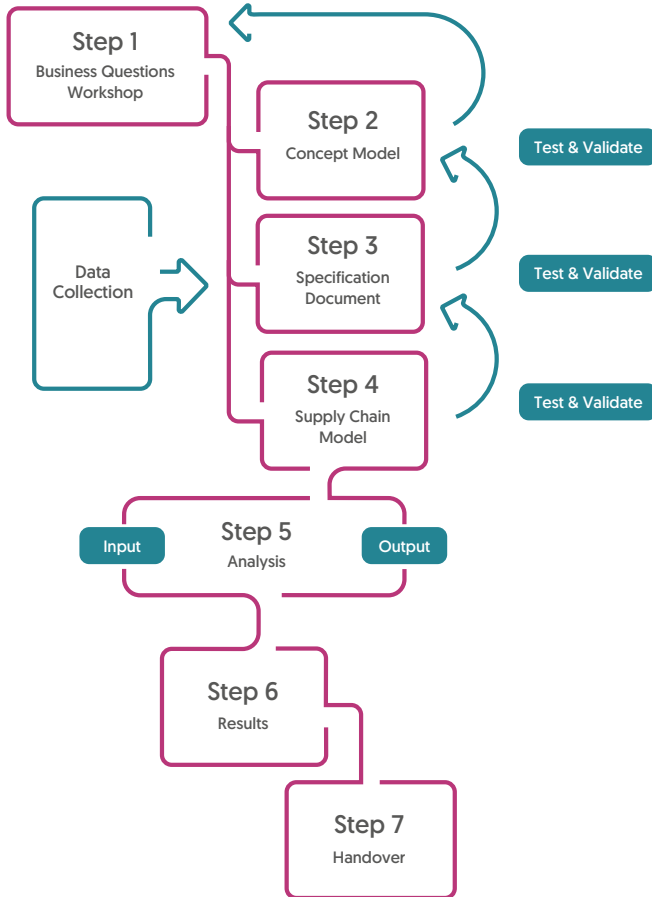 Step 1
Business Questions
Workshop
Step 2
Concept Model
Test & Validate
Step 3
Specification
Document
Data
Collection
Test & Validate
Step 4
Supply Chain
Model
Test & Validate
Step 5
Analysis
Input
Output
Step 6
Results
Step 7
Handover